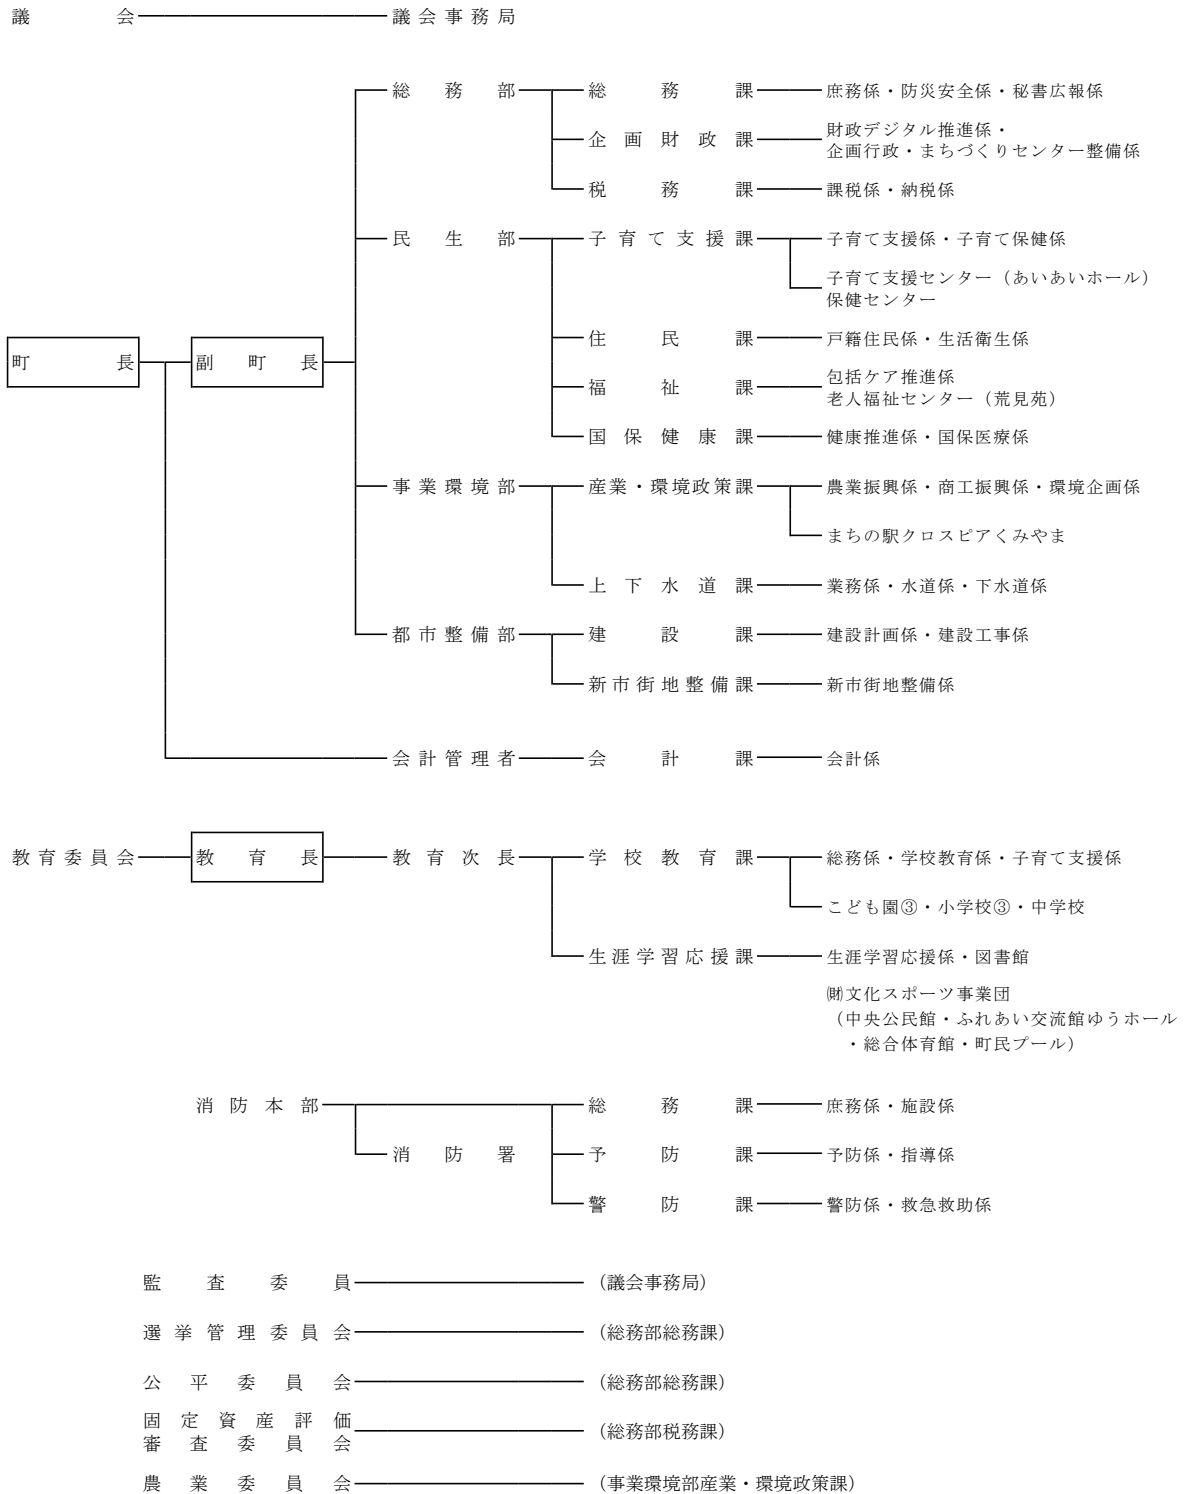 議会 議会事務局
総務部 総務課 庶務係・防災安全係・秘書広報係
企画財政課 財政デジタル推進係・
企画行政・まちづくりセンター整備係
税務課 課税係・納税係
民生部 子育て支援課 子育て支援係・子育て保健係
子育て支援センター（あいあいホール）
保健センター
住民課 戸籍住民係・生活衛生係
町長 副町長
福祉課 包括ケア推進係
老人福祉センター（荒見苑）
国保健康課 健康推進係・国保医療係
事業環境部 産業・環境政策課 農業振興係・商工振興係・環境企画係
まちの駅クロスピアくみやま
上下水道課 業務係・水道係・下水道係
都市整備部 建設課 建設計画係・建設工事係
新市街地整備課 新市街地整備係
会計管理者 会計課 会計係
教育委員会 教育長 教育次長 学校教育課 総務係・学校教育係・子育て支援係
こども園③・小学校③・中学校
生涯学習応援課 生涯学習応援係・図書館
㈶文化スポーツ事業団
（中央公民館・ふれあい交流館ゆうホール
・総合体育館・町民プール）
消防本部 総務課 庶務係・施設係
消防署 予防課 予防係・指導係
警防課 警防係・救急救助係
監査委員 （議会事務局）
選挙管理委員会 （総務部総務課）
公平委員会 （総務部総務課）
固定資産評価
審査委員会 （総務部税務課）
農業委員会 （事業環境部産業・環境政策課）